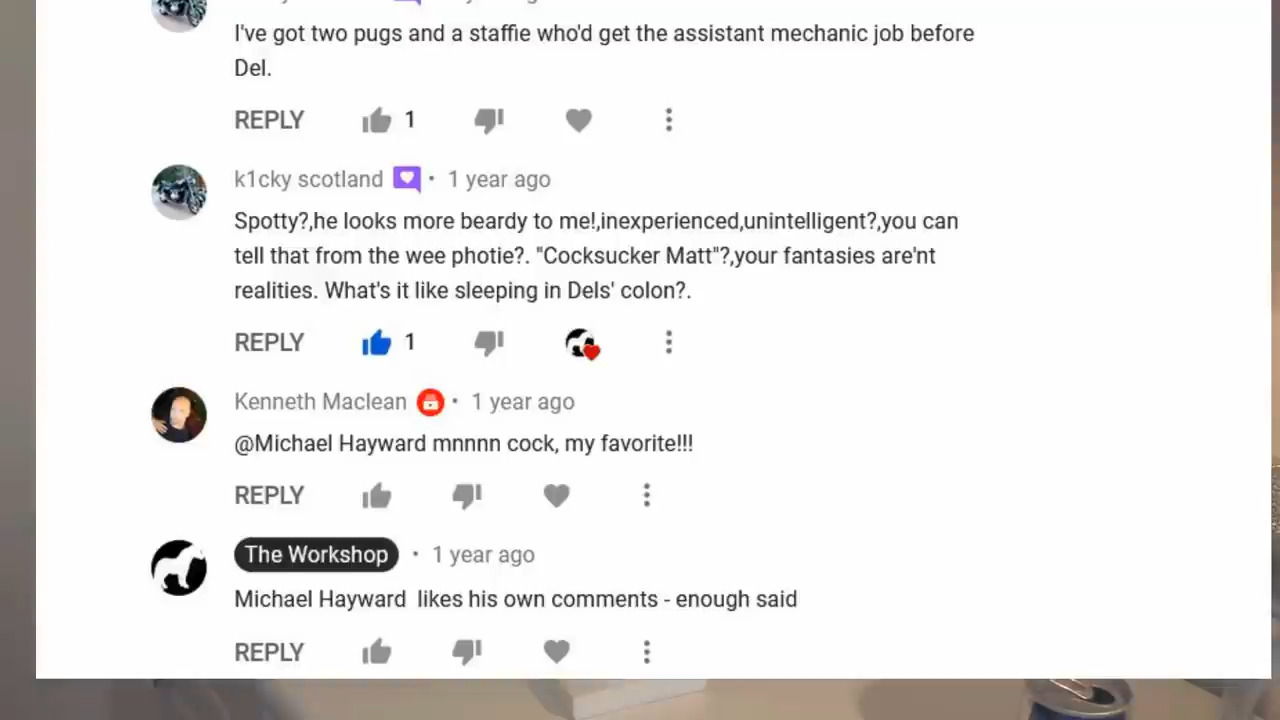 I've got two pugs and a staffie who'd get the assistant mechanic job before
Del.
REPLY 1
k1cky scotland • 1 year ago
Spotty?,he looks more beardy to me!,inexperienced,unintelligent?,you can
tell that from the wee photie?. "Cocksucker Matt"?,your fantasies are'nt
realities. What's it like sleeping in Dels' colon?.
REPLY 1
Kenneth Maclean • 1 year ago
@Michael Hayward mnnnn cock, my favorite!!!
REPLY
The Workshop • 1 year ago
Michael Hayward likes his own comments - enough said
REPLY